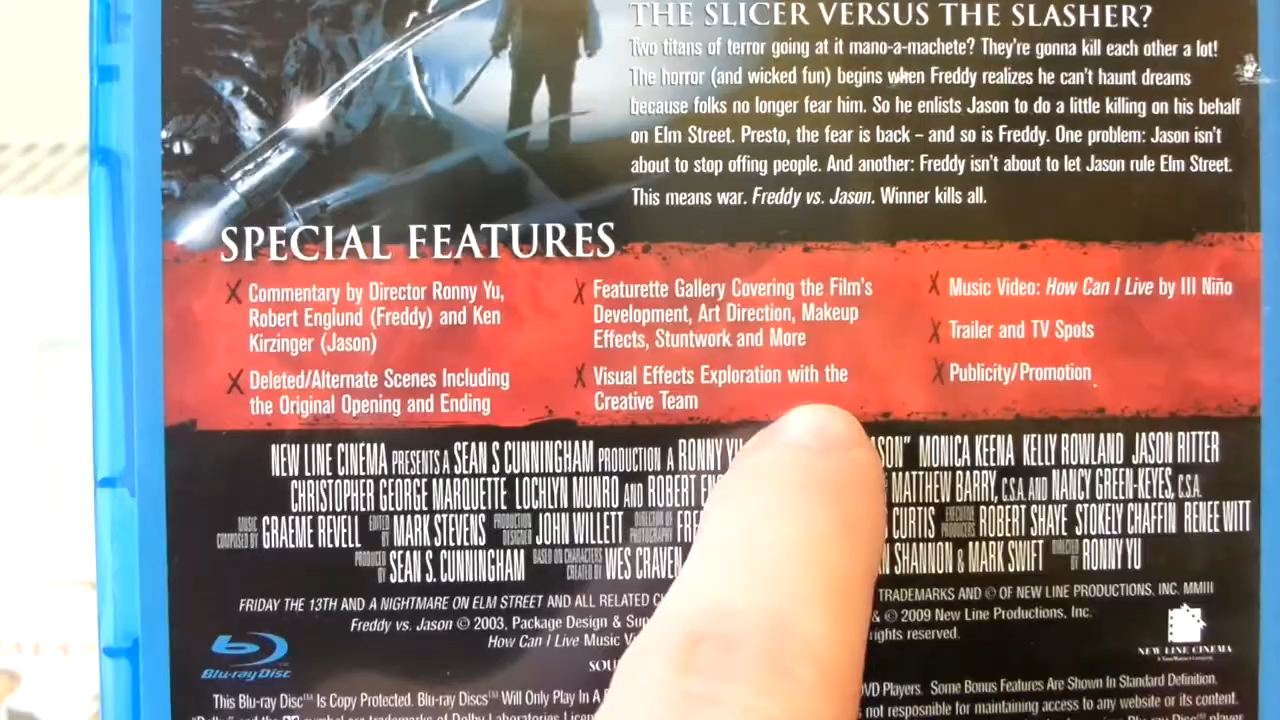 THE SLICER VERSUS THE SLASHER?
Two titans of terror going at it mano-a-machete? They're gonna kill each other a lot!
The horror (and wicked fun) begins when Freddy realizes he can't haunt dreams
because folks no longer fear him. So he enlists Jason to do a little killing on his behalf
on Elm Street. Presto, the fear is back – and so is Freddy. One problem: Jason isn't
about to stop offing people. And another: Freddy isn't about to let Jason rule Elm Street.
This means war. Freddy vs. Jason. Winner kills all.
SPECIAL FEATURES
X Commentary by Director Ronny Yu,
Robert Englund (Freddy) and Ken
Kirzinger (Jason)
X Deleted/Alternate Scenes Including
the Original Opening and Ending
X Featurette Gallery Covering the Film's
Development, Art Direction, Makeup
Effects, Stuntwork and More
X Visual Effects Exploration with the
Creative Team
X Music Video: How Can I Live by Ill Niño
X Trailer and TV Spots
X Publicity/Promotion
NEW LINE CINEMA PRESENTS A SEAN S CUNNINGHAM PRODUCTION A RONNY YU MONICA KEENA KELLY ROWLAND JASON RITTER
CHRISTOPHER GEORGE MARQUETTE LOCHLYN MUNRO AND ROBERT MATTHEW BARRY, C.S.A. AND NANCY GREEN-KEYES, C.S.A.
MUSIC COMPOSED BY GRAEME REVELL EDITED BY MARK STEVENS PRODUCTION DESIGNER JOHN WILLETT DIRECTOR OF PHOTOGRAPHY CURTIS EXECUTIVE PRODUCERS ROBERT SHAYE STOKELY CHAFFIN RENEE WITT
PRODUCED BY SEAN S. CUNNINGHAM BASED ON CHARACTERS CREATED BY WES CRAVEN SHANNON & MARK SWIFT DIRECTED BY RONNY YU
FRIDAY THE 13TH AND A NIGHTMARE ON ELM STREET AND ALL RELATED TRADEMARKS AND © OF NEW LINE PRODUCTIONS, INC. MMIII
Freddy vs. Jason © 2003, Package Design & & © 2009 New Line Productions, Inc.
How Can I Live Music rights reserved.
Blu-ray Disc
NEW LINE CINEMA
This Blu-ray Disc™ Is Copy Protected. Blu-ray Discs™ Will Only Play In DVD Players. Some Bonus Features Are Shown In Standard Definition.
not resposnible for maintaining access to any website or its content.